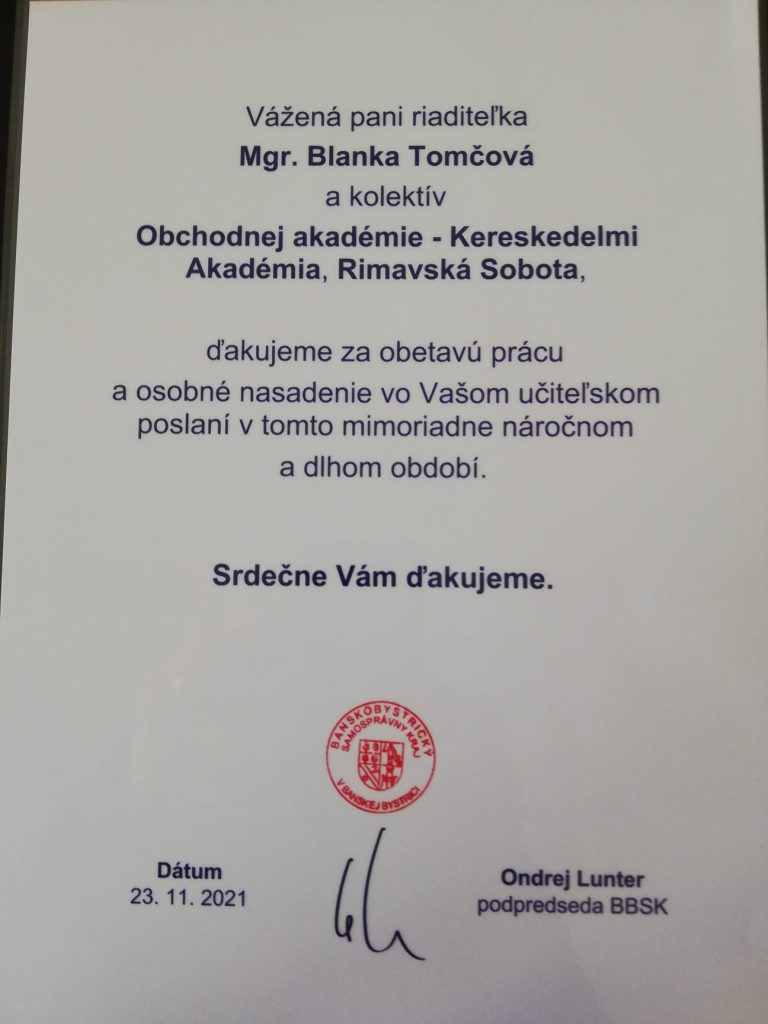 Vážená pani riaditeľka
Mgr. Blanka Tomčová
a kolektív
Obchodnej akadémie - Kereskedelmi
Akadémia, Rimavská Sobota,
ďakujeme za obetavú prácu
a osobné nasadenie vo Vašom učiteľskom
poslaní v tomto mimoriadne náročnom
a dlhom období.
Srdečne Vám ďakujeme.
BANSKOBYSTRICKÝ
SAMOSPRÁVNY KRAJ
V BANSKEJ BYSTRICI
Dátum
23. 11. 2021
Ondrej Lunter
podpredseda BBSK